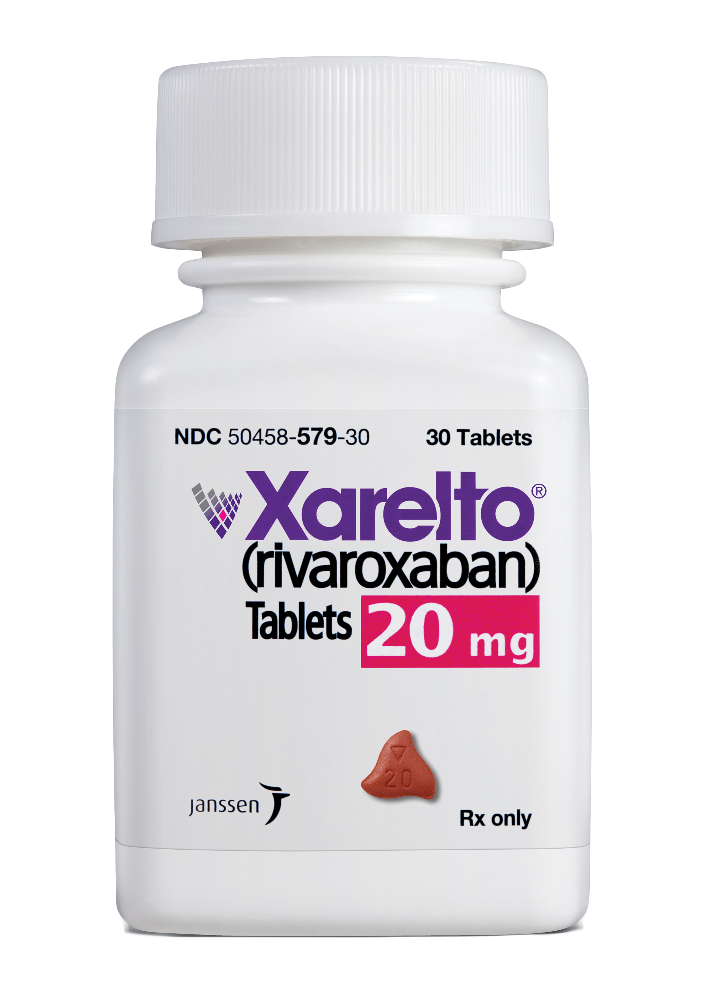 NDC 50458-579-30 30 Tablets
Xarelto®
(rivaroxaban)
Tablets 20 mg
20
janssen
Rx only